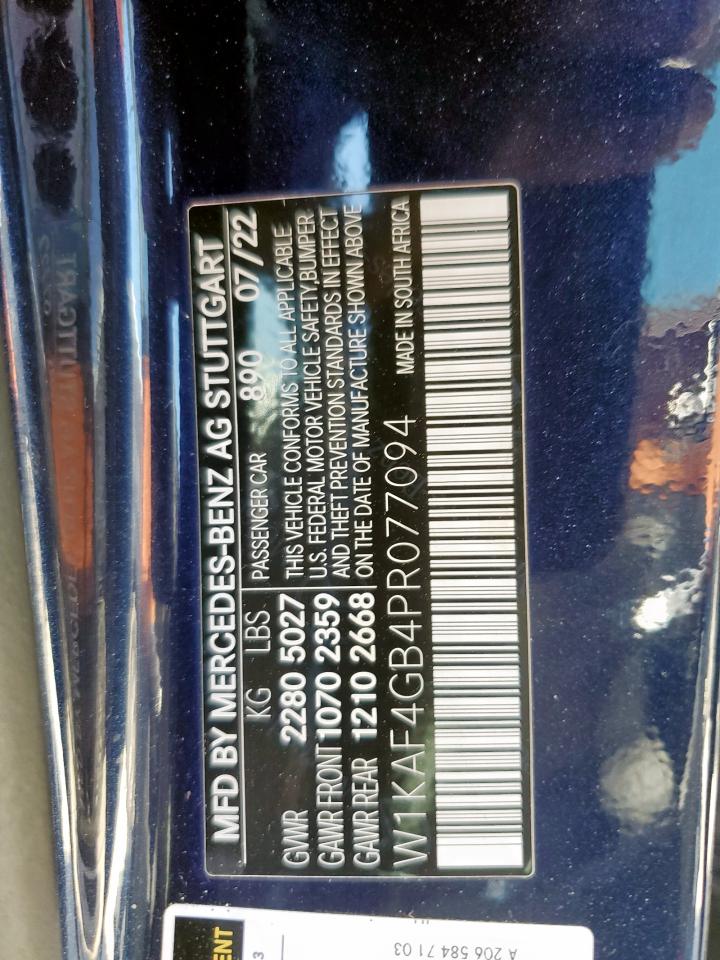 MFD BY MERCEDES-BENZ AG STUTTGART
KG LBS
GVWR 2280 5027
GAWR FRONT 1070 2359
GAWR REAR 1210 2668
890 07/22
PASSENGER CAR
THIS VEHICLE CONFORMS TO ALL APPLICABLE
U.S. FEDERAL MOTOR VEHICLE SAFETY, BUMPER
AND THEFT PREVENTION STANDARDS IN EFFECT
ON THE DATE OF MANUFACTURE SHOWN ABOVE
W1KAF4GB4PR077094 MADE IN SOUTH AFRICA
A 206 584 71 03
ENT
3